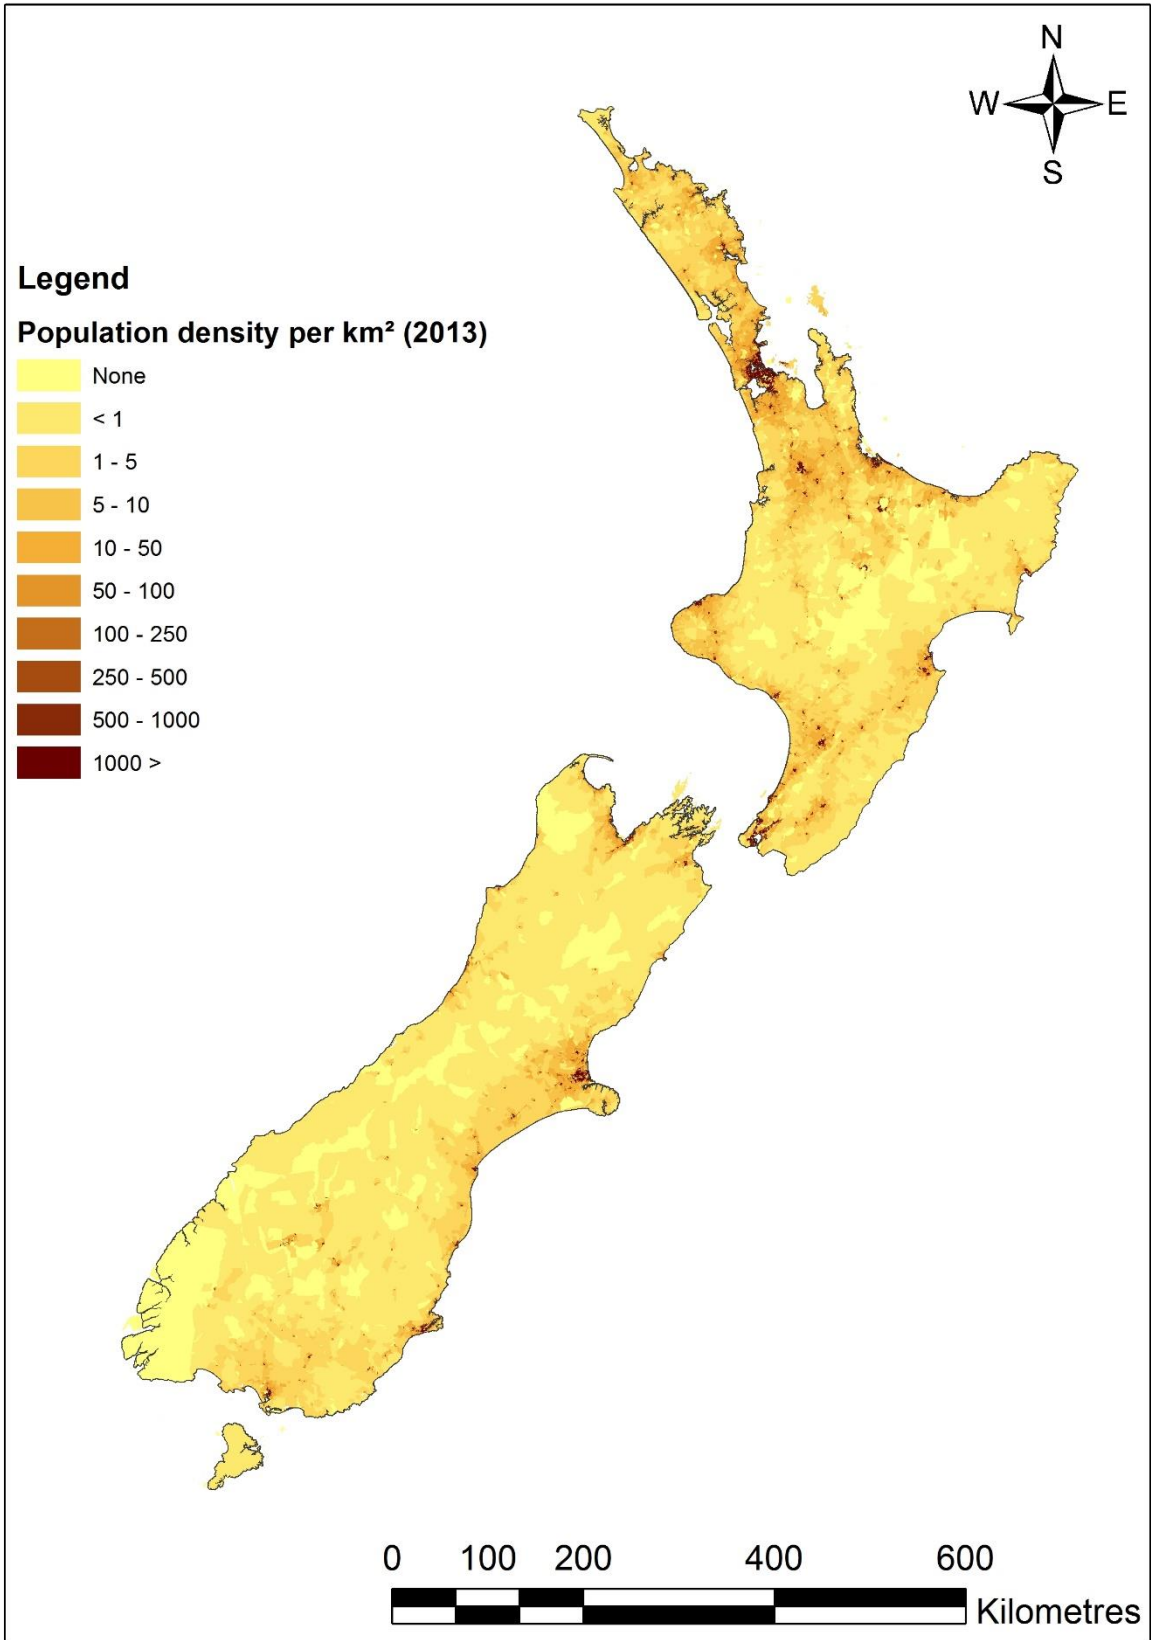 N
W E
S
Legend
Population density per km² (2013)
None
< 1
1 - 5
5 - 10
10 - 50
50 - 100
100 - 250
250 - 500
500 - 1000
1000 >
0 100 200 400 600
Kilometres